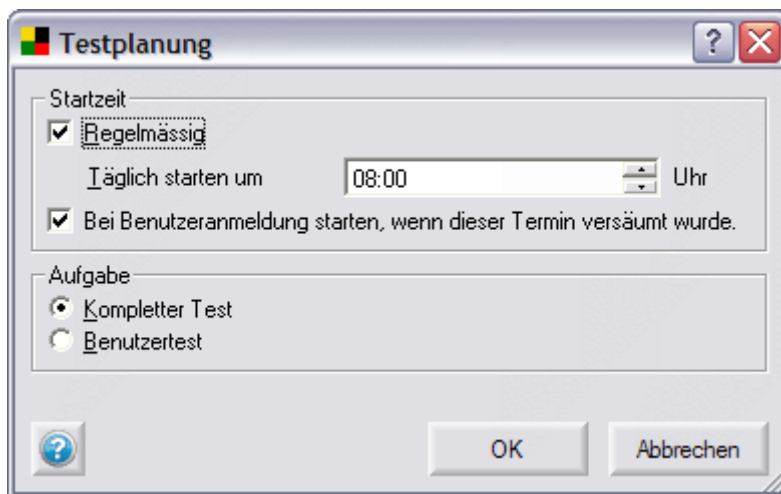 Testplanung
Startzeit
Regelmässig
Täglich starten um 08:00 Uhr
Bei Benutzeranmeldung starten, wenn dieser Termin versäumt wurde.
Aufgabe
Kompletter Test
Benutzertest
OK Abbrechen